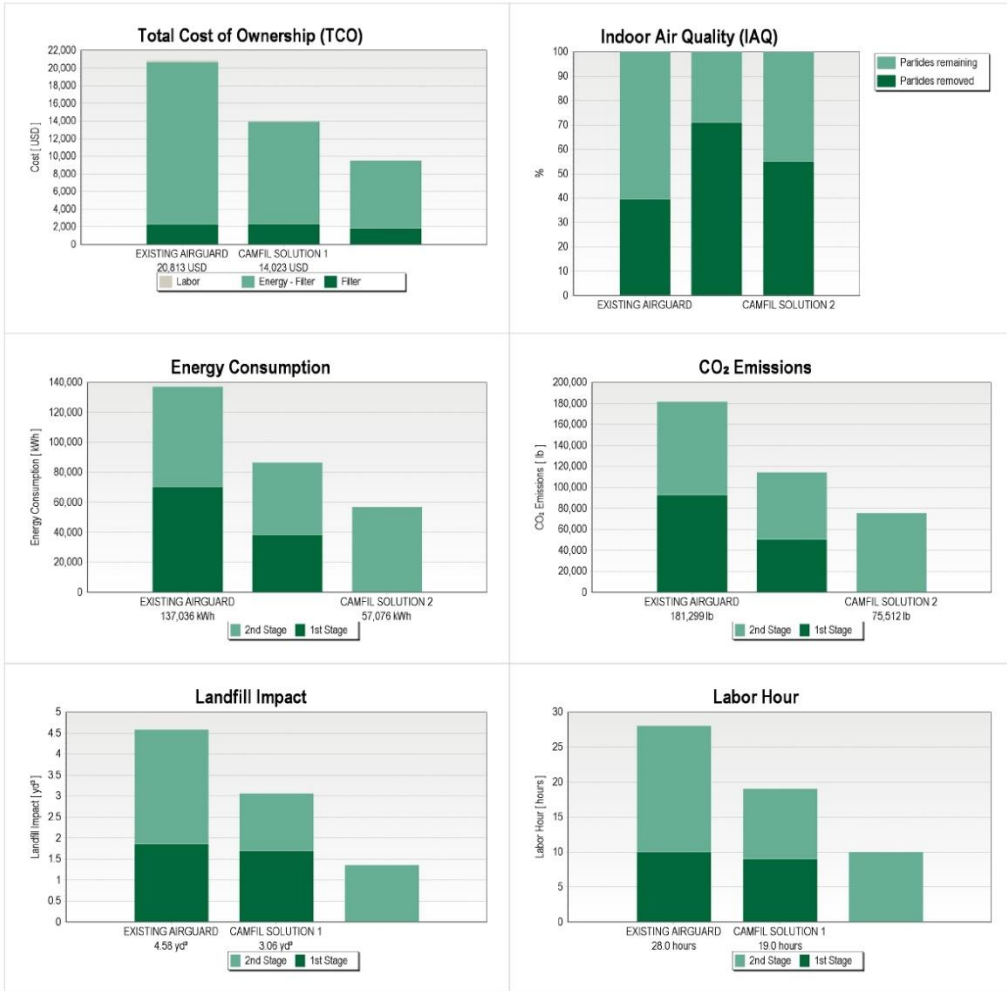 Total Cost of Ownership (TCO)
Cost [ USD ]
22,000
20,000
18,000
16,000
14,000
12,000
10,000
8,000
6,000
4,000
2,000
0
EXISTING AIRGUARD CAMFIL SOLUTION 1
20,813 USD 14,023 USD
Labor Energy - Filter Filter
Indoor Air Quality (IAQ)
%
100
90
80
70
60
50
40
30
20
10
0
EXISTING AIRGUARD CAMFIL SOLUTION 2
Particles remaining
Particles removed
Energy Consumption
Energy Consumption [ kWh ]
140,000
120,000
100,000
80,000
60,000
40,000
20,000
0
EXISTING AIRGUARD CAMFIL SOLUTION 2
137,036 kWh 57,076 kWh
2nd Stage 1st Stage
CO₂ Emissions
CO₂ Emissions [ lb ]
200,000
180,000
160,000
140,000
120,000
100,000
80,000
60,000
40,000
20,000
0
EXISTING AIRGUARD CAMFIL SOLUTION 2
181,299 lb 75,512 lb
2nd Stage 1st Stage
Landfill Impact
Landfill Impact [ yd³ ]
5
4.5
4
3.5
3
2.5
2
1.5
1
0.5
0
EXISTING AIRGUARD CAMFIL SOLUTION 1
4.58 yd³ 3.06 yd³
2nd Stage 1st Stage
Labor Hour
Labor Hour [ hours ]
30
25
20
15
10
5
0
EXISTING AIRGUARD CAMFIL SOLUTION 1
28.0 hours 19.0 hours
2nd Stage 1st Stage